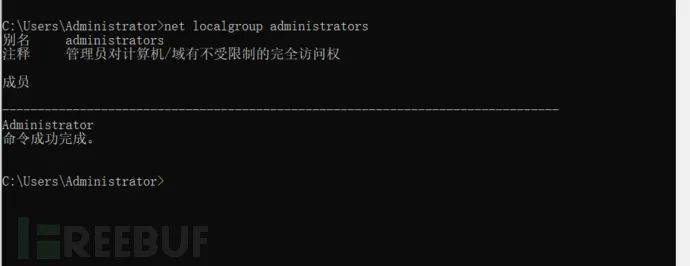 C:\Users\Administrator>net localgroup administrators
别名     administrators
注释     管理员对计算机/域有不受限制的完全访问权
成员
-------------------------------------------------------------------------------
Administrator
命令成功完成。
C:\Users\Administrator>
FREEBUF